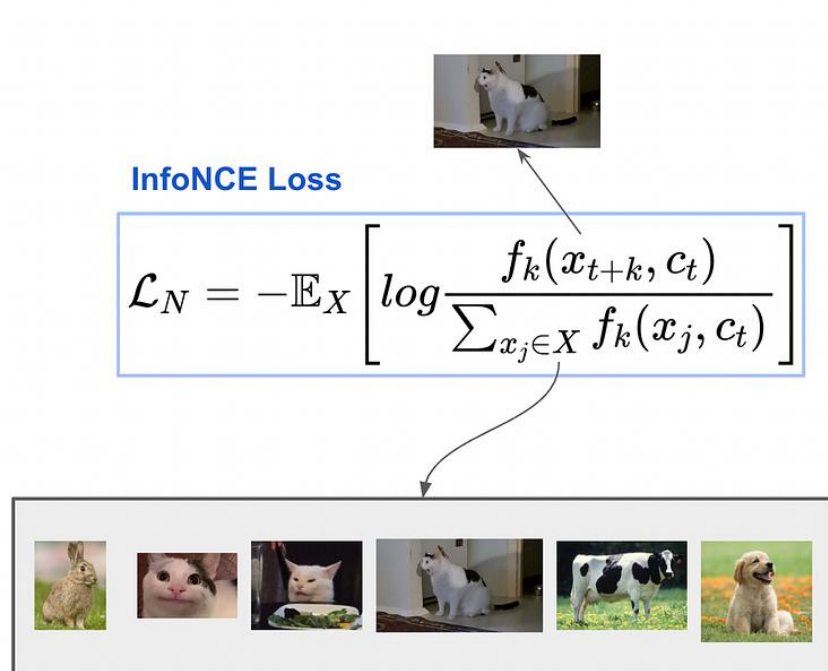 InfoNCE Loss
$\mathcal{L}_N = -\mathbb{E}_X \left[ log \frac{f_k(x_{t+k}, c_t)}{\sum_{x_j \in X} f_k(x_j, c_t)} \right]$